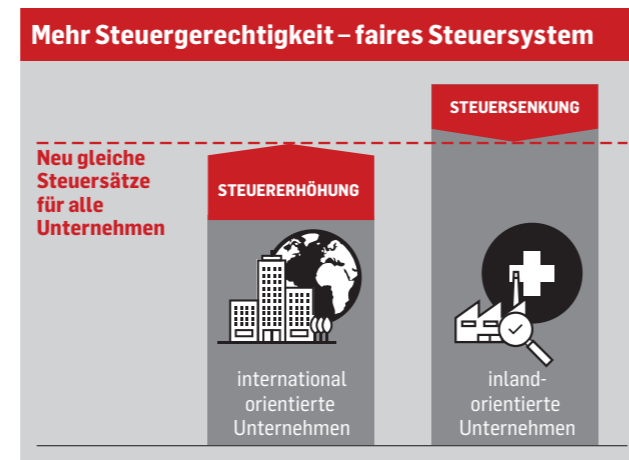 Mehr Steuergerechtigkeit – faires Steuersystem
STEUERSENKUNG
Neu gleiche
Steuersätze
für alle
Unternehmen
STEUERERHÖHUNG
international
orientierte
Unternehmen
inland-
orientierte
Unternehmen